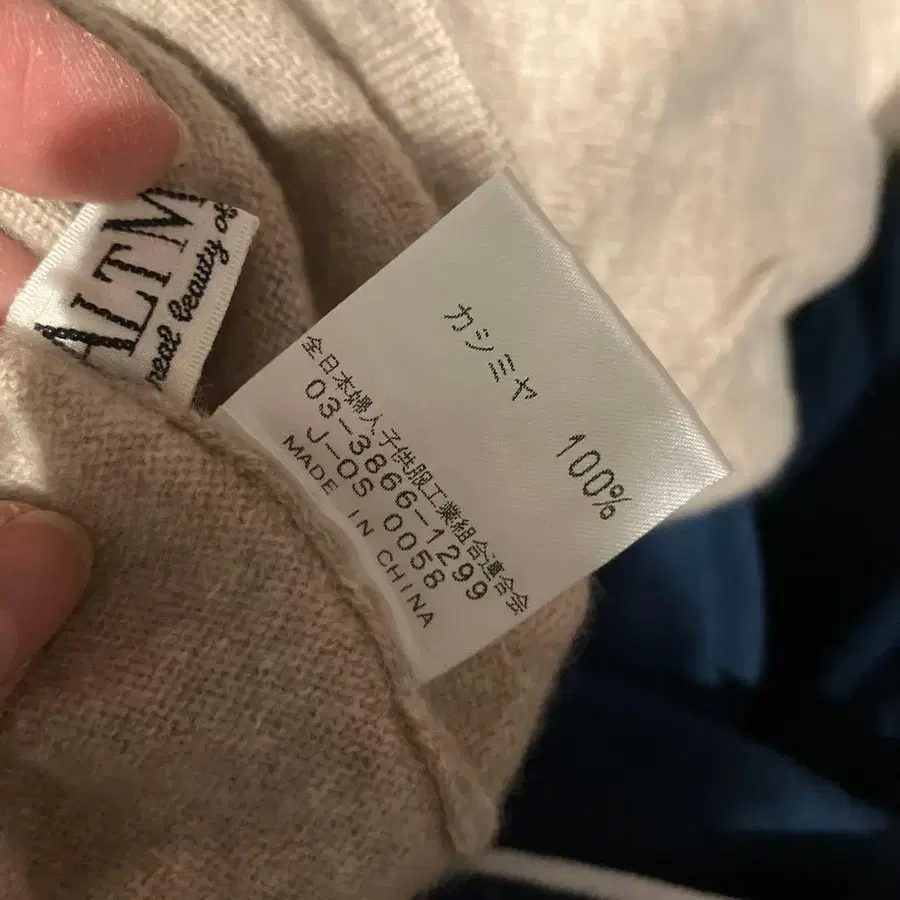 ALTM
real beauty of
カシミヤ
100%
全日本婦人子供服工業組合連合会
03-3866-1299
J-OS 0058
MADE IN CHINA